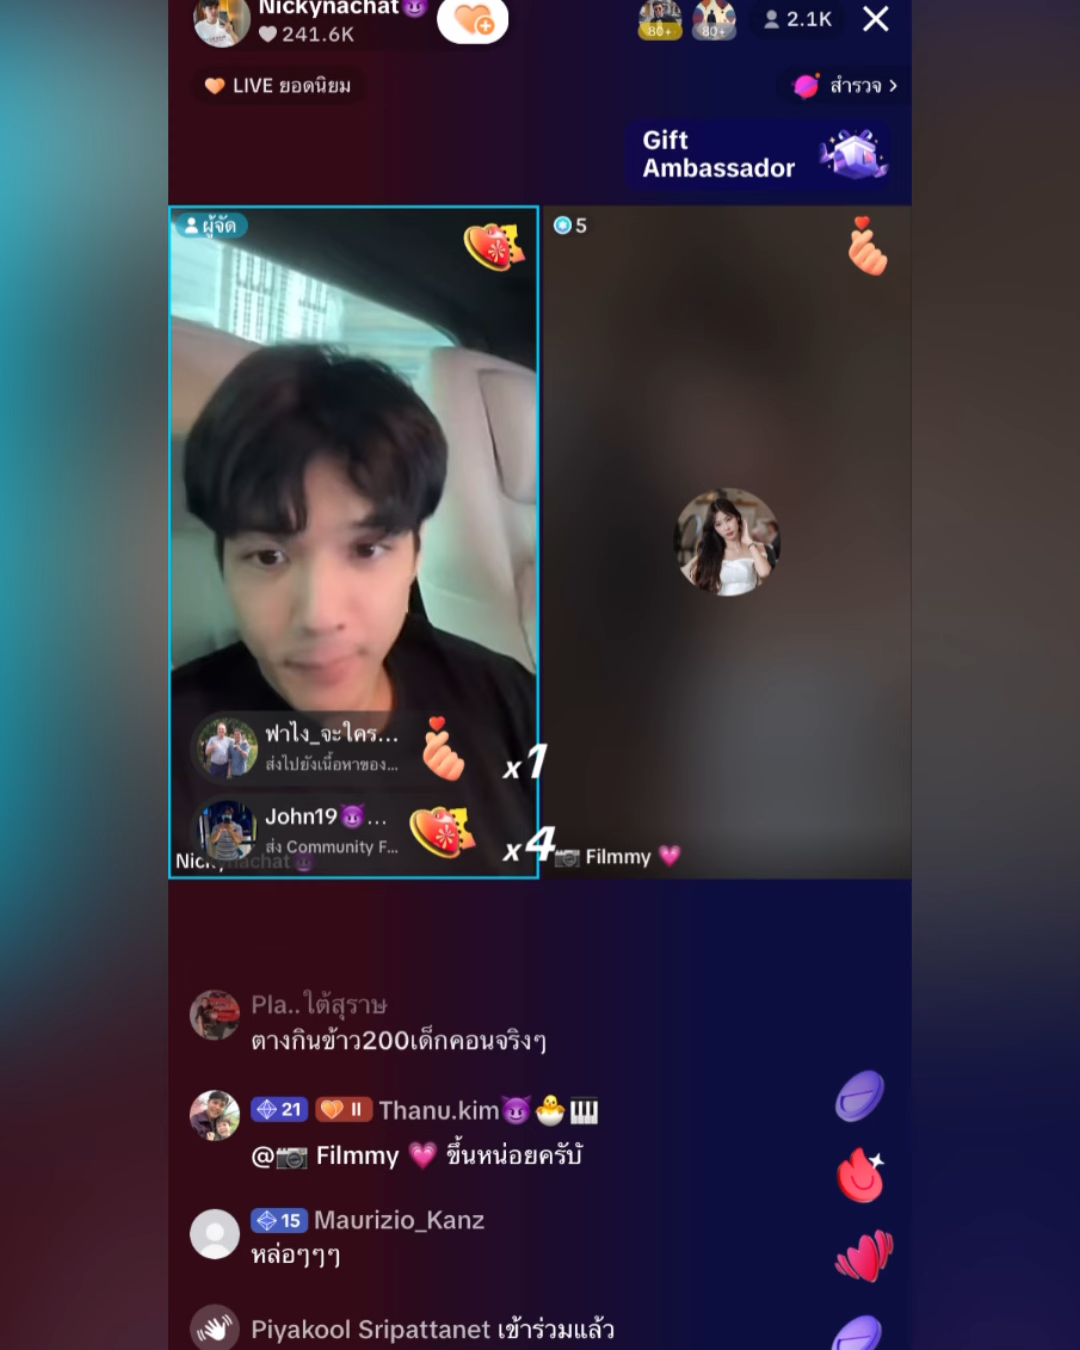 Nickynachat😈
241.6K
80+
80+
2.1K
LIVE ยอดนิยม
สำรวจ
Gift
Ambassador
ผู้จัด
5
ฟาไง_จะใคร...
ส่งไปยังเนื้อหาของ...
x1
John19😈...
ส่ง Community F...
x4
Nickynachat😈
📷 Filmmy 💗
Pla..ใต้สุราษ
ตางกินข้าว200เด็กคอนจริงๆ
21 II Thanu.kim😈🐣🎹
@📷 Filmmy 💗 ขึ้นหน่อยครับ้
15 Maurizio_Kanz
หล่อๆๆๆ
Piyakool Sripattanet เข้าร่วมแล้ว